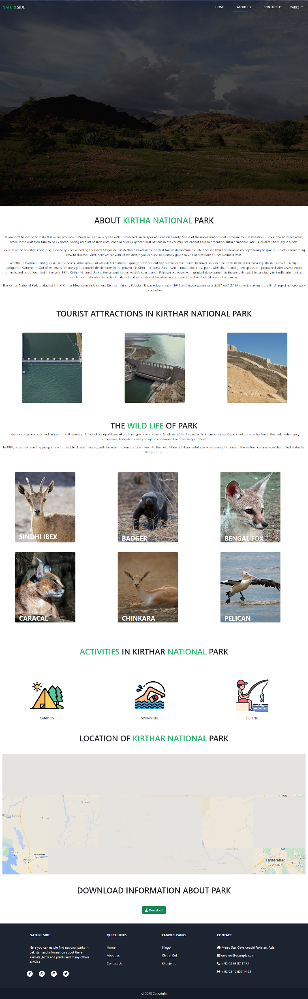 NATURESIDE
HOME
ABOUT US
CONTACT US
PARKS
ABOUT KIRTHA NATIONAL PARK
It wouldn't be wrong to state that every province in Pakistan is equally gifted with unmatched landscapes and natural beauty. Some of these destinations get immense tourist attention, such as the northern areas,
while some wait their turn to be explored. Taking account of such untouched and less-explored destinations in the country, we cannot help but mention Kirthar National Park – a wildlife sanctuary in Sindh.
Tourism in the country is boosting, especially since a leading US Travel Magazine has declared Pakistan as the best tourist destination for 2020. So, we took this news as an opportunity to give our readers something
new to discover. And, here we are with all the details you can use as a handy guide to visit and explore Kirthar National Park.
Whether it is about finding solace in the serene atmosphere of Gorakh hill station or going to the ancient city of Bhanbhore, Sindh, to travel back in time, both destinations rank equally in terms of seizing a
backpacker's attention. Out of the many, insanely gifted tourist destinations in the province is Kirthar National Park – where mountains cross paths with clouds, and green spaces are populated with several exotic
animals and birds. Founded in the year 1974, Kirthar National Park is the second-largest wildlife sanctuary in Pakistan. However, with gradual development in the area, this wildlife sanctuary in Sindh didn't get as
much tourist attention from both national and international travellers as compared to other destinations in the country.
The Kirthar National Park is situated in the Kirthar Mountains in Jamshoro District in Sindh, Pakistan. It was established in 1974 and encompasses over 3,087 km2 (1,192 sq mi), making it the third largest national park
in pakistan
TOURIST ATTRACTIONS IN KIRTHAR NATIONAL PARK
THE WILD LIFE OF PARK
Indian foxes, jungle cats and jackals are still common. Substantial populations of urials (a type of wild sheep), Sindh ibex (also known as Turkman wild goats) and chinkara gazelles live in the park. Indian grey
mongooses, hedgehogs and porcupine are among the other larger species.
In 1984, a captive breeding programme for blackbuck was initiated, with the intent to reintroduce them into the wild. Fifteen of these antelopes were brought to one of the visitors' centres from the United States for
this purpose.
SINDHI IBEX
BADGER
BENGAL FOX
CARACAL
CHINKARA
PELICAN
ACTIVITIES IN KIRTHAR NATIONAL PARK
CAMPING
SWIMMING
FISHING
LOCATION OF KIRTHAR NATIONAL PARK
Hala
Damb
Goth Imam
Bakhsh
Winder
Hyderabad
حیدرآباد
Tando Qaise
DOWNLOAD INFORMATION ABOUT PARK
Download
NATURE SIDE
Here you can easyle find national parks in
pakistan and information about there
animals ,birds and plants and many others
activies
QUICK LINKS
Home
About us
Contact Us
FAMOUS PARKS
Hingol
Chitral Gol
Khunjerab
CONTACT
Metro Star Gate,karachi,Pakistan, Asia
unknow@example.com
+ 92 03 63 87 17 32
+ 92 03 16 857 14 62
© 2023 Copyright